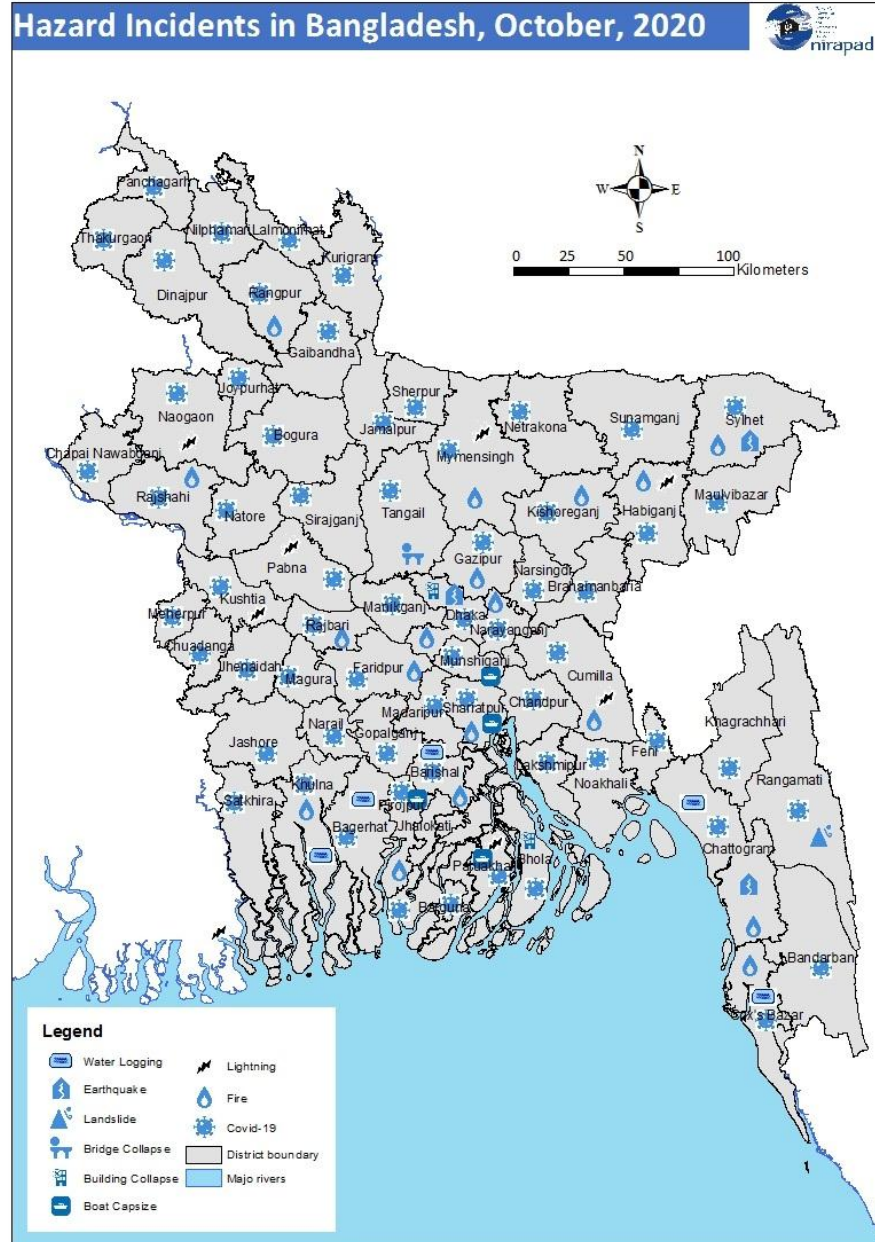 Hazard Incidents in Bangladesh, October, 2020
nirapad
N
W E
S
0 25 50 100
Kilometers
Panchagarh
Thakurgaon
Nilphamari
Lalmonirhat
Kurigram
Dinajpur
Rangpur
Gaibandha
Joypurhat
Naogaon
Sherpur
Jamalpur
Bogura
Mymensingh
Netrakona
Sunamganj
Sylhet
Chapai Nawabganj
Rajshahi
Natore
Sirajganj
Tangail
Kishoreganj
Habiganj
Maulvibazar
Pabna
Gazipur
Narsingdi
Brahamanbaria
Kushtia
Meherpur
Manikganj
Dhaka
Narayanganj
Chuadanga
Rajbari
Jhenaidah
Magura
Faridpur
Munshiganj
Cumilla
Madaripur
Shariatpur
Chandpur
Khagrachhari
Narail
Gopalganj
Jashore
Barishal
Lakshmipur
Noakhali
Feni
Rangamati
Khulna
Satkhira
Pirojpur
Bagerhat
Jhalokati
Chattogram
Patuakhali
Bhola
Barguna
Bandarban
Cox's Bazar
Legend
Water Logging
Earthquake
Landslide
Bridge Collapse
Building Collapse
Boat Capsize
Lightning
Fire
Covid-19
District boundary
Majo rivers